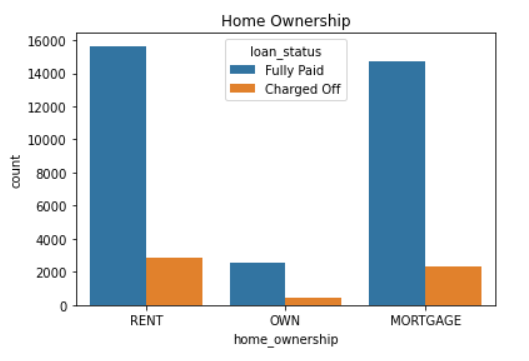 Home Ownership
loan_status
Fully Paid
Charged Off
16000
14000
12000
10000
8000
6000
4000
2000
0
count
RENT OWN MORTGAGE
home_ownership